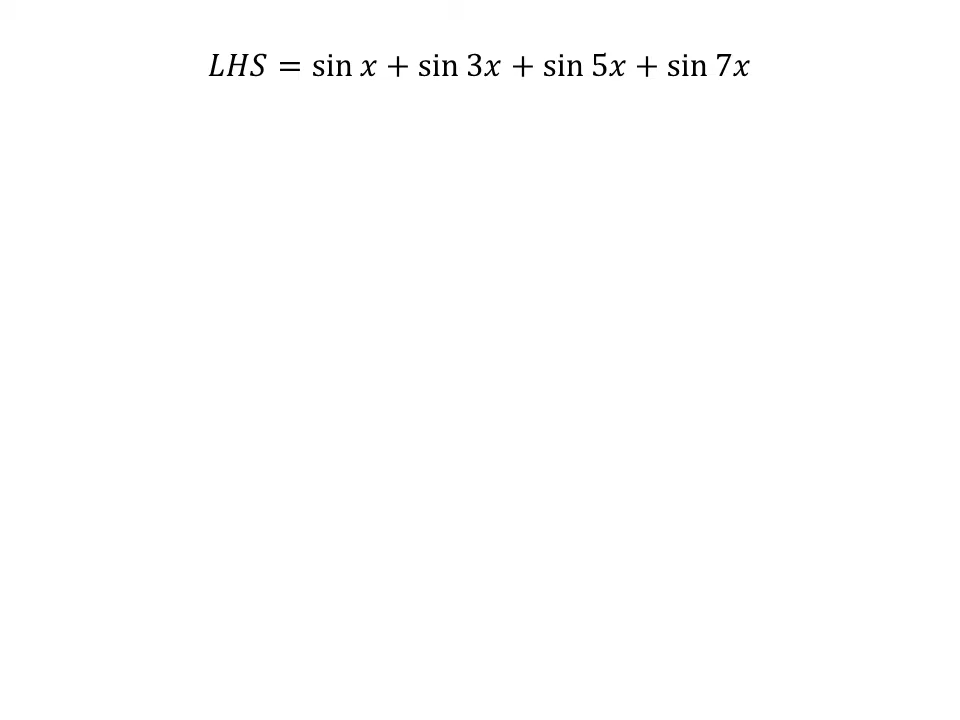 LHS = sin x + sin 3x + sin 5x + sin 7x